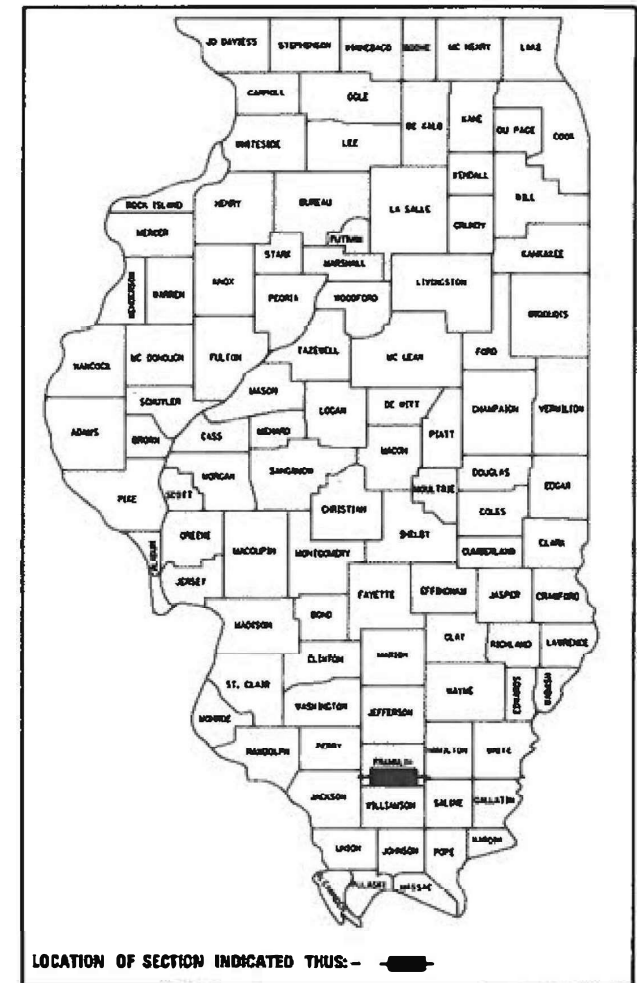 JO DAVIESS STEPHENSON WINNEBAGO BOONE MC HENRY LAKE
CARROLL OGLE DE KALB KANE DU PAGE COOK
WHITESIDE LEE KENDALL WILL
ROCK ISLAND HENRY BUREAU LA SALLE GRUNDY
MERCER STARK PUTNAM MARSHALL KANKAKEE
HENDERSON WARREN KNOX PEORIA WOODFORD LIVINGSTON IROQUOIS
HANCOCK MC DONOUGH FULTON TAZEWELL MC LEAN FORD
SCHUYLER MASON LOGAN DE WITT CHAMPAIGN VERMILION
ADAMS BROWN CASS MENARD MACON PIATT
PIKE SCOTT MORGAN SANGAMON MOULTRIE DOUGLAS EDGAR
CHRISTIAN COLES
CALHOUN GREENE MACOUPIN MONTGOMERY SHELBY CUMBERLAND CLARK
JERSEY FAYETTE EFFINGHAM JASPER CRAWFORD
MADISON BOND CLAY RICHLAND LAWRENCE
CLINTON MARION EDWARDS WABASH
ST. CLAIR WASHINGTON JEFFERSON WAYNE
MONROE RANDOLPH PERRY FRANKLIN HAMILTON WHITE
JACKSON WILLIAMSON SALINE GALLATIN
UNION JOHNSON POPE HARDIN
ALEXANDER PULASKI MASSAC
LOCATION OF SECTION INDICATED THUS:-